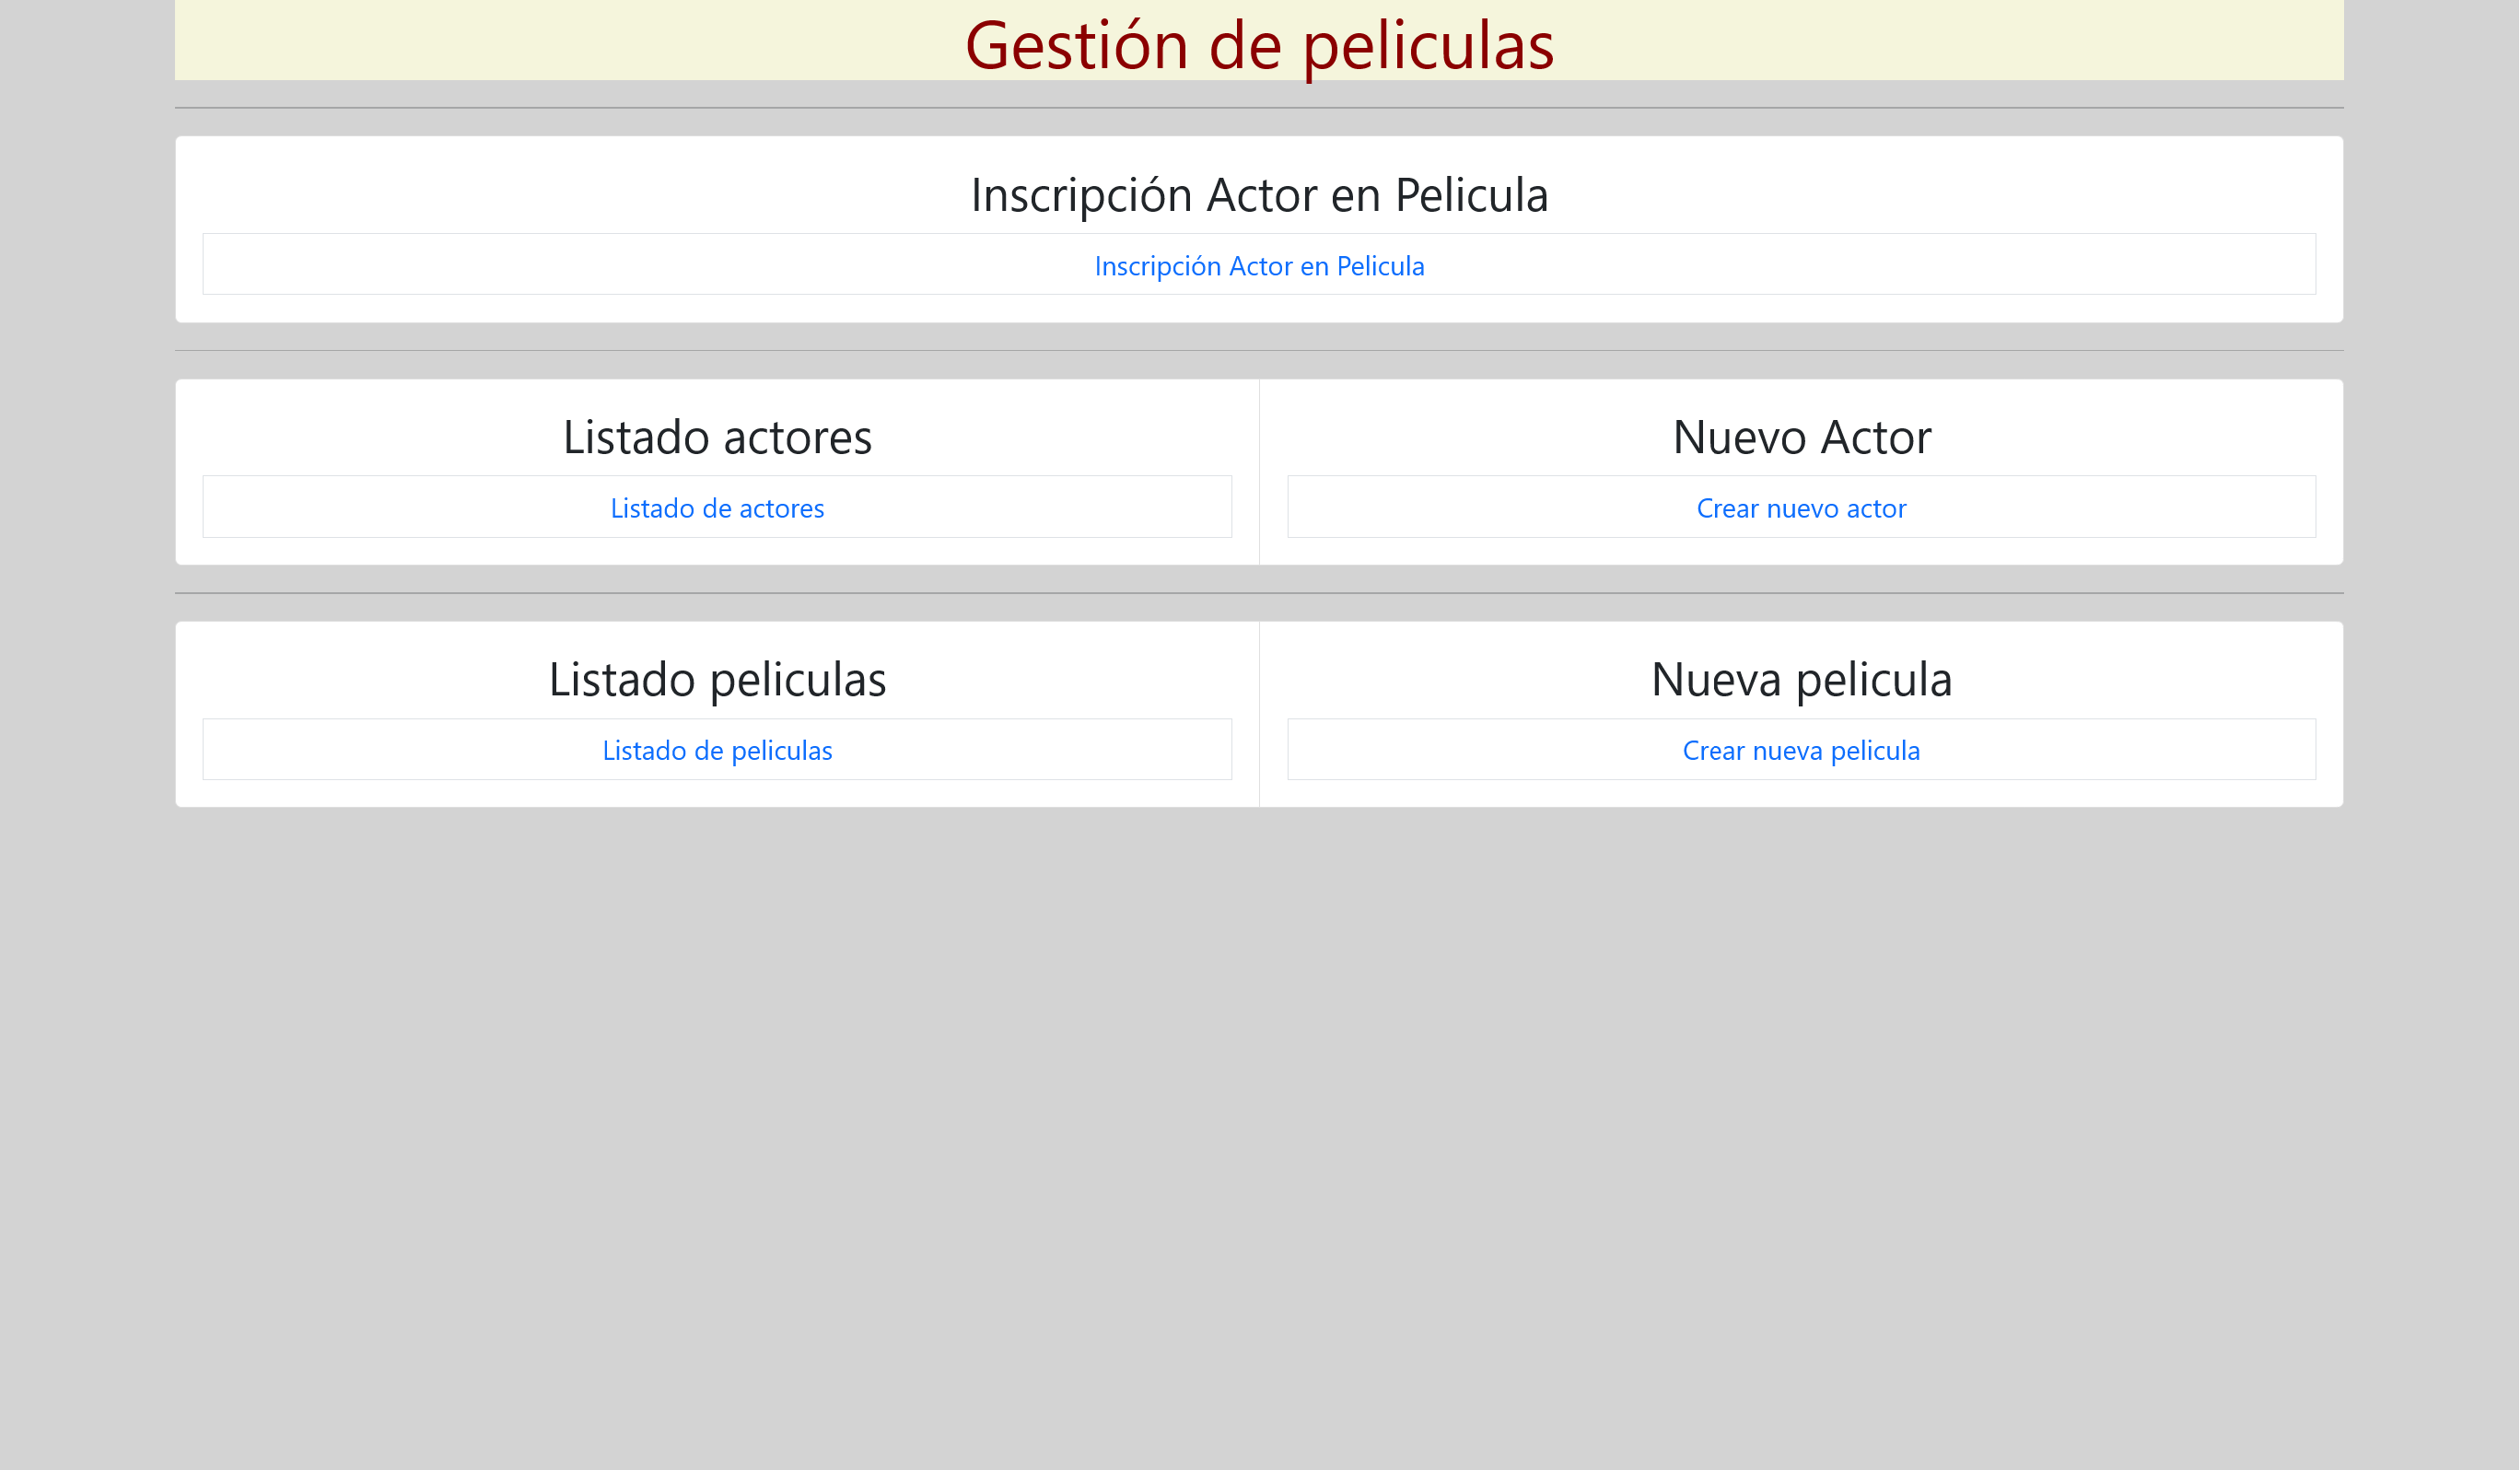 Gestión de peliculas
Inscripción Actor en Pelicula
Inscripción Actor en Pelicula
Listado actores
Listado de actores
Nuevo Actor
Crear nuevo actor
Listado peliculas
Listado de peliculas
Nueva pelicula
Crear nueva pelicula